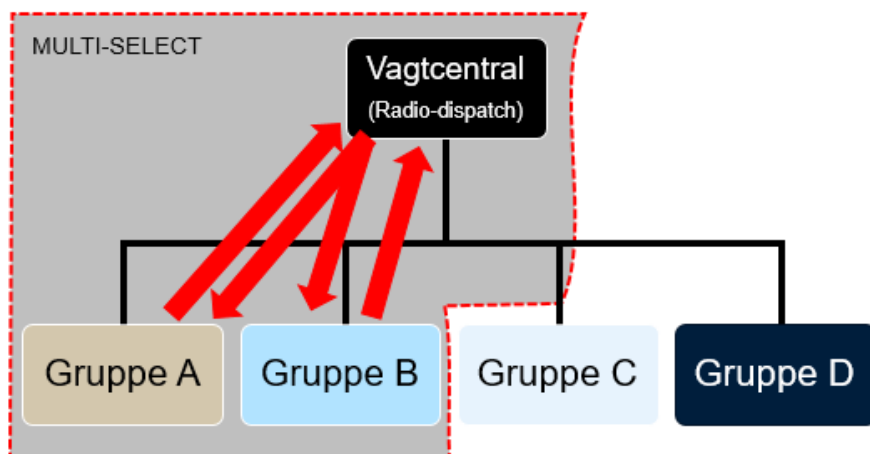 MULTI-SELECT
Vagtcentral
(Radio-dispatch)
Gruppe A
Gruppe B
Gruppe C
Gruppe D